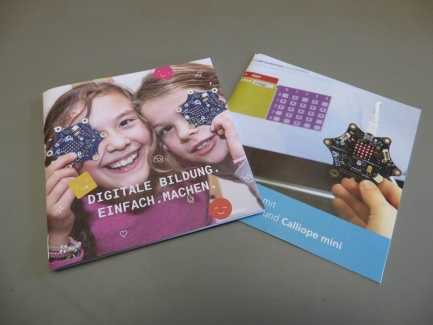 DIGITALE BILDUNG.
EINFACH.MACHEN.
mit
und Calliope mini